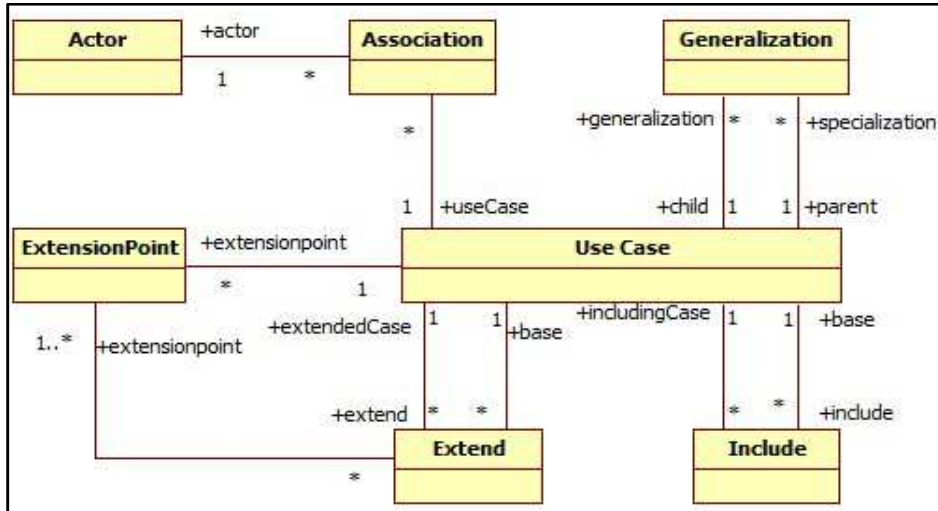 Actor
+actor
Association
Generalization
1
*
*
+generalization
*
*
+specialization
1
+useCase
+child
1
1
+parent
ExtensionPoint
+extensionpoint
Use Case
*
1
+extendedCase
1
1
+base
+includingCase
1
1
+base
1..*
+extensionpoint
+extend
*
*
*
*
+include
Extend
Include
*